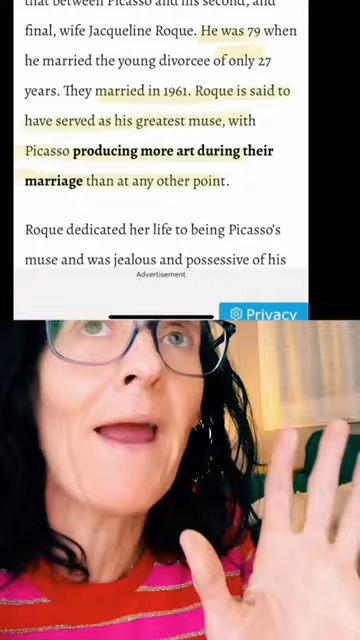 that between Picasso and his second, and
final, wife Jacqueline Roque. He was 79 when
he married the young divorcee of only 27
years. They married in 1961. Roque is said to
have served as his greatest muse, with
Picasso producing more art during their
marriage than at any other point.
Roque dedicated her life to being Picasso's
muse and was jealous and possessive of his
Advertisement
Privacy